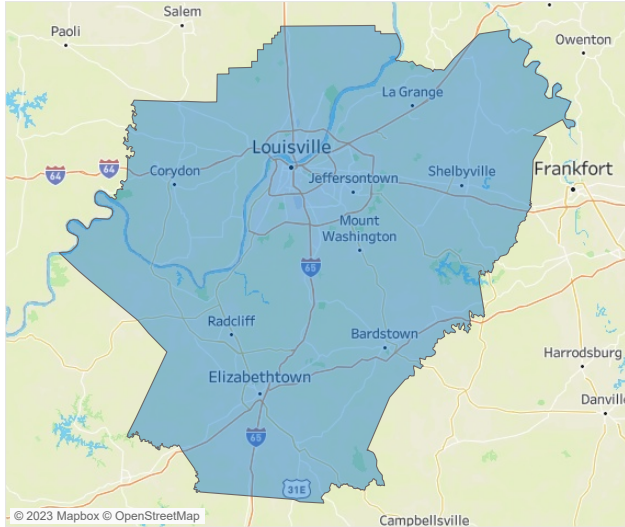 Salem
Paoli
Owenton
La Grange
Louisville
64
64
Corydon
Shelbyville
Frankfort
Jeffersontown
Mount
Washington
65
Radcliff
Bardstown
Harrodsburg
Elizabethtown
Danvill
65
31E
© 2023 Mapbox © OpenStreetMap
Campbellsville